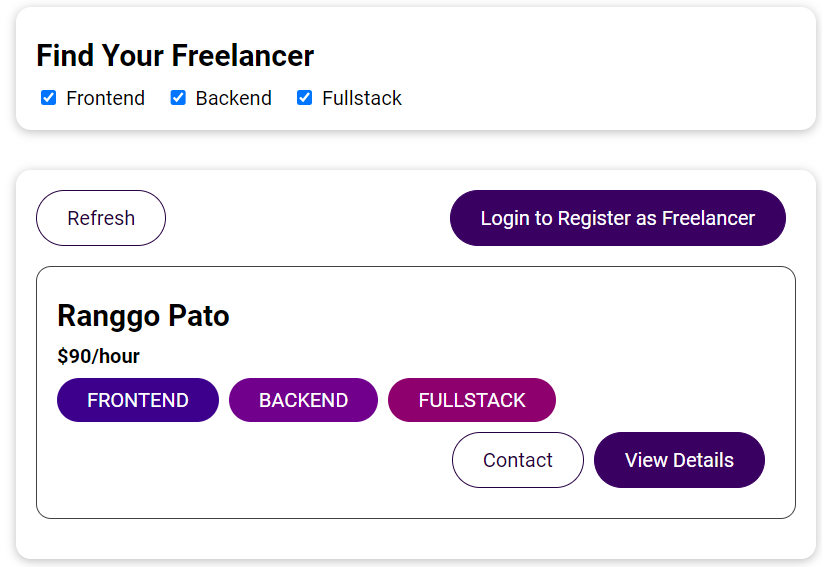 Find Your Freelancer
Frontend Backend Fullstack
Refresh Login to Register as Freelancer
Ranggo Pato
$90/hour
FRONTEND BACKEND FULLSTACK
Contact View Details